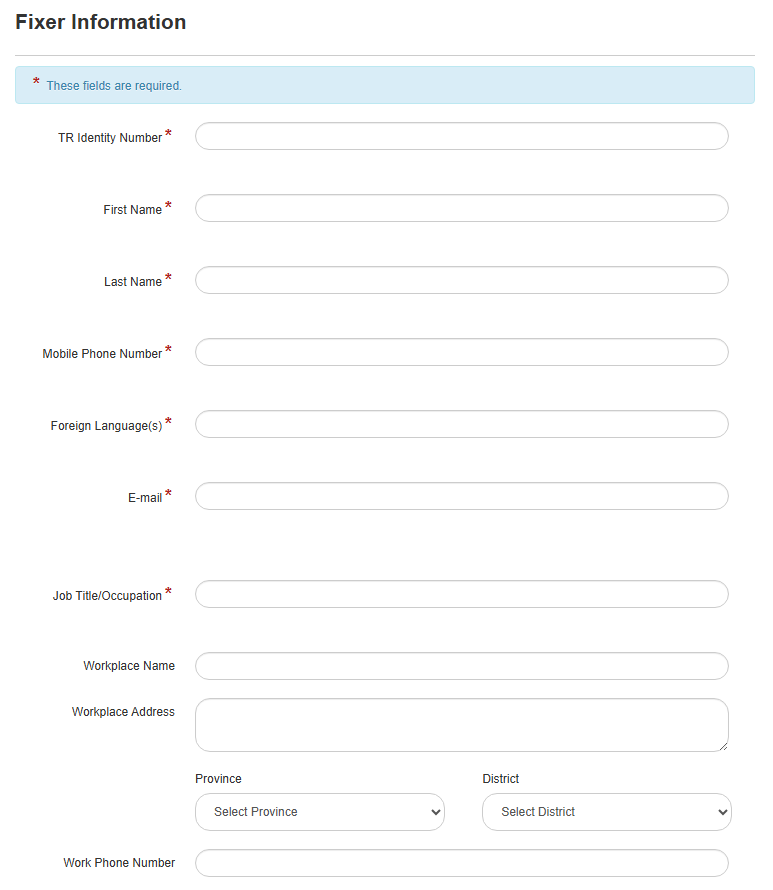 Fixer Information
* These fields are required.
TR Identity Number *
First Name *
Last Name *
Mobile Phone Number *
Foreign Language(s) *
E-mail *
Job Title/Occupation *
Workplace Name
Workplace Address
Province District
Select Province Select District
Work Phone Number